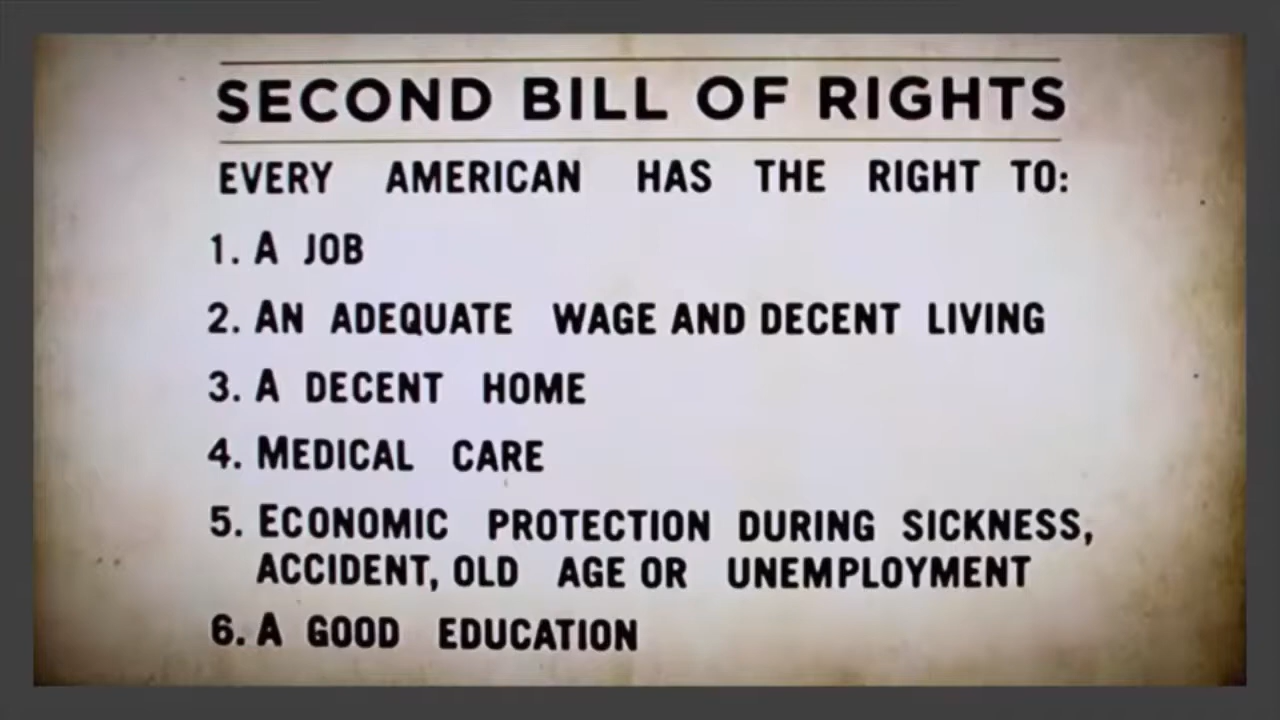 SECOND BILL OF RIGHTS
EVERY AMERICAN HAS THE RIGHT TO:
1. A JOB
2. AN ADEQUATE WAGE AND DECENT LIVING
3. A DECENT HOME
4. MEDICAL CARE
5. ECONOMIC PROTECTION DURING SICKNESS,
ACCIDENT, OLD AGE OR UNEMPLOYMENT
6. A GOOD EDUCATION